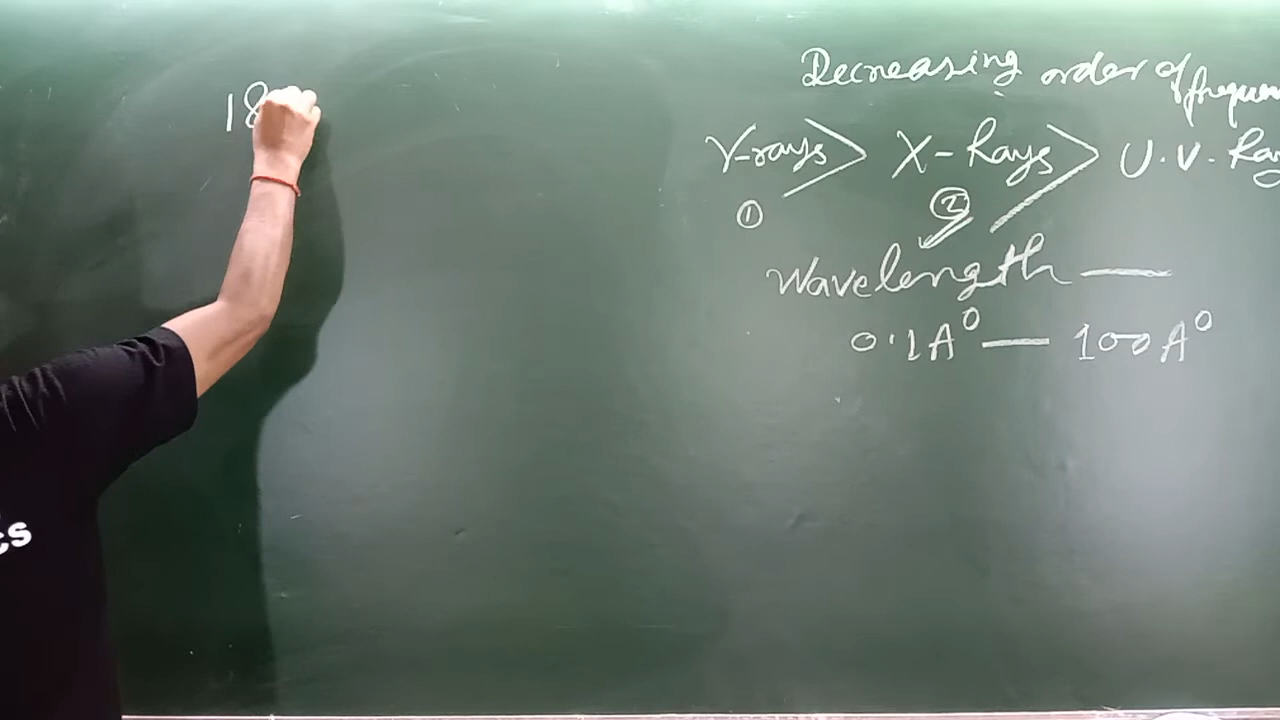 18
Decreasing order of
γ-rays > X-Rays > U.V.
① ②
Wavelength —
0.1A° — 100A°